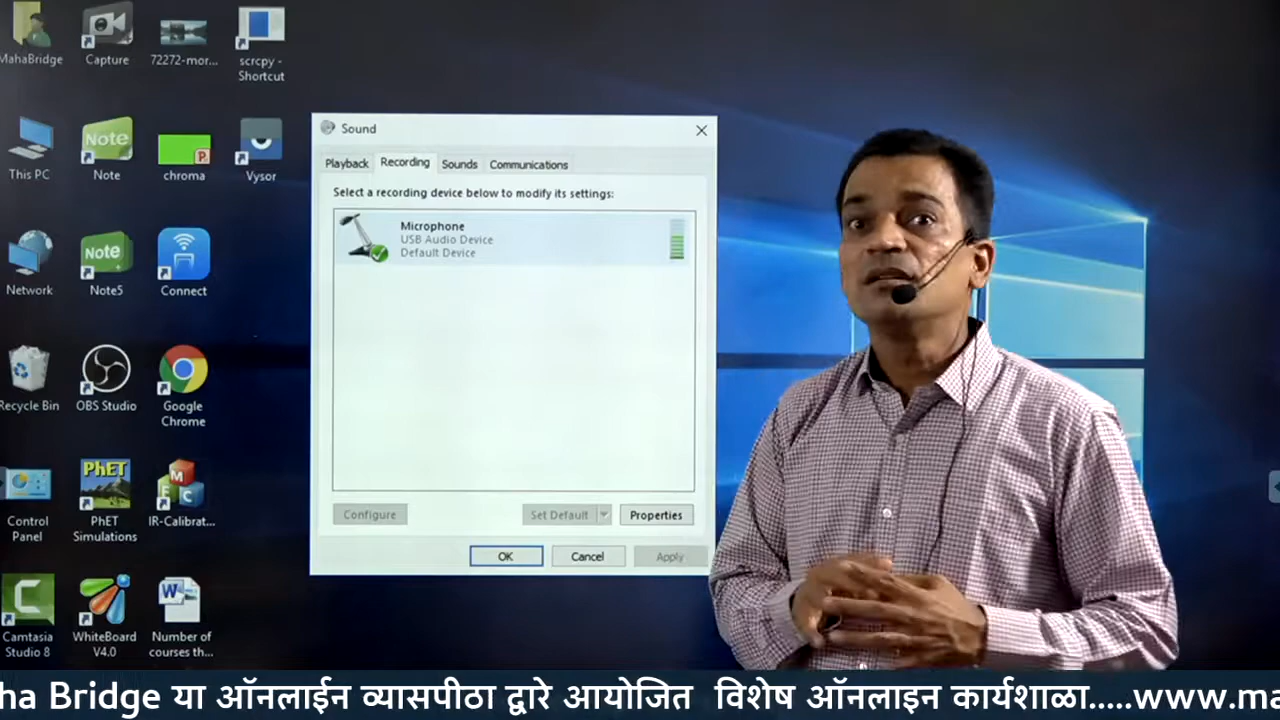 MahaBridge
Capture
72272-mor...
scrcpy -
Shortcut
This PC
Note
Note
chroma
Vysor
Network
Note
Note5
Connect
Recycle Bin
OBS Studio
Google
Chrome
Control
Panel
PhET
PhET
Simulations
M
E
C
IR-Calibrat...
Camtasia
Studio 8
WhiteBoard
V4.0
W
Number of
courses th...
Sound
Playback Recording Sounds Communications
Select a recording device below to modify its settings:
Microphone
USB Audio Device
Default Device
Configure Set Default Properties
OK Cancel Apply
ha Bridge या ऑनलाईन व्यासपीठा द्वारे आयोजित विशेष ऑनलाइन कार्यशाळा.....www.ma